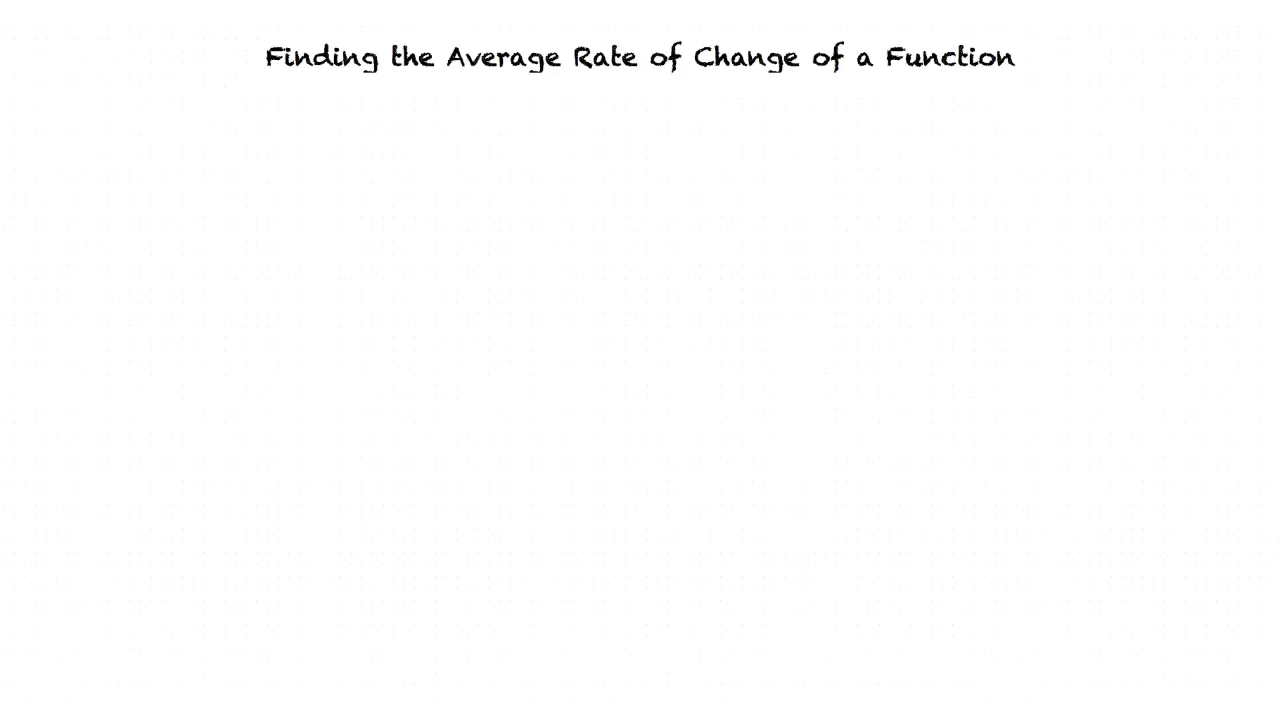 Finding the Average Rate of Change of a Function